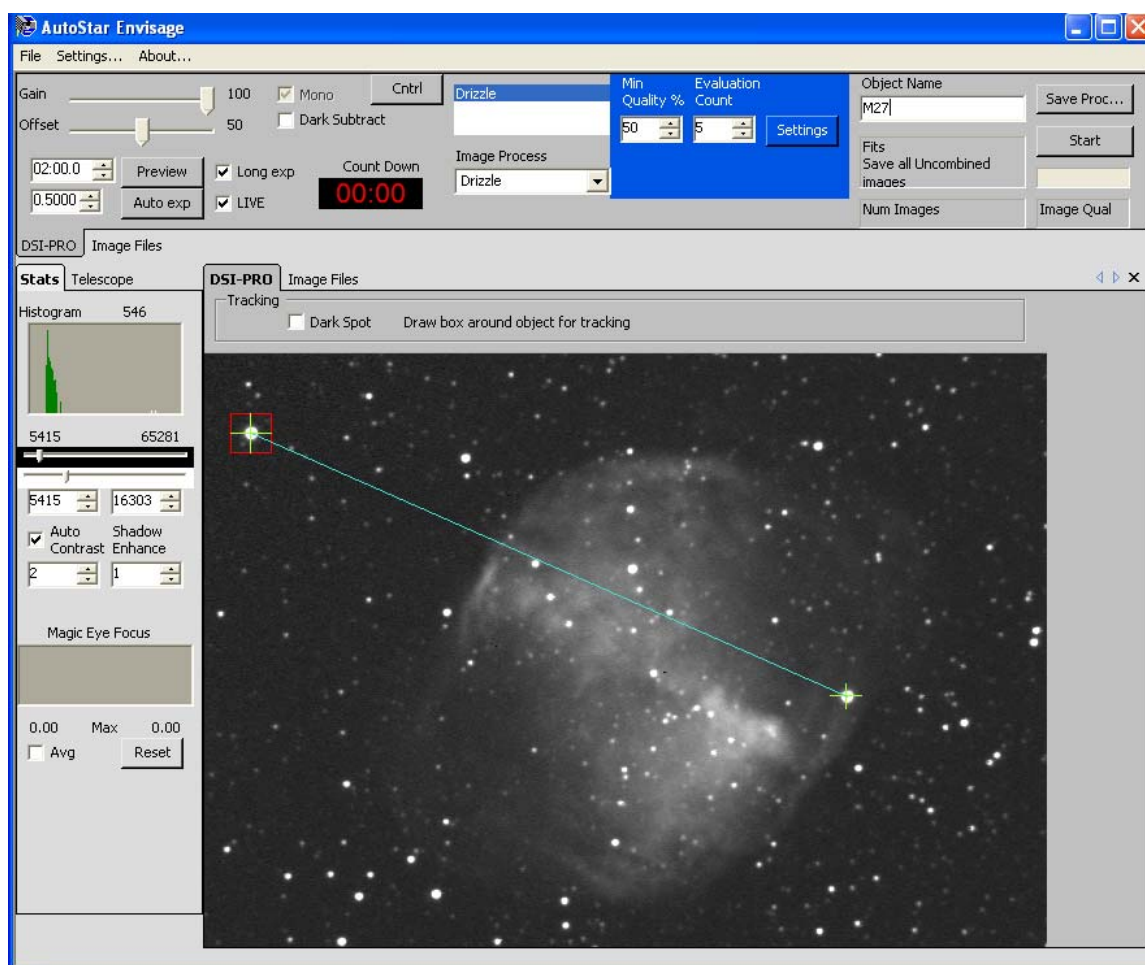 AutoStar Envisage
File Settings... About...
Gain 100
Offset 50
Mono
Cntrl
Dark Subtract
02:00.0 Preview
0.5000 Auto exp
Long exp
LIVE
Count Down
00:00
Drizzle
Image Process
Drizzle
Min
Quality %
50
Evaluation
Count
5
Settings
Object Name
M27
Save Proc...
Start
Fits
Save all Uncombined
images
Num Images
Image Qual
DSI-PRO Image Files
Stats Telescope
Histogram 546
5415 65281
5415 16303
Auto
Contrast
Shadow
Enhance
2 1
Magic Eye Focus
0.00 Max 0.00
Avg Reset
DSI-PRO Image Files
Tracking
Dark Spot Draw box around object for tracking